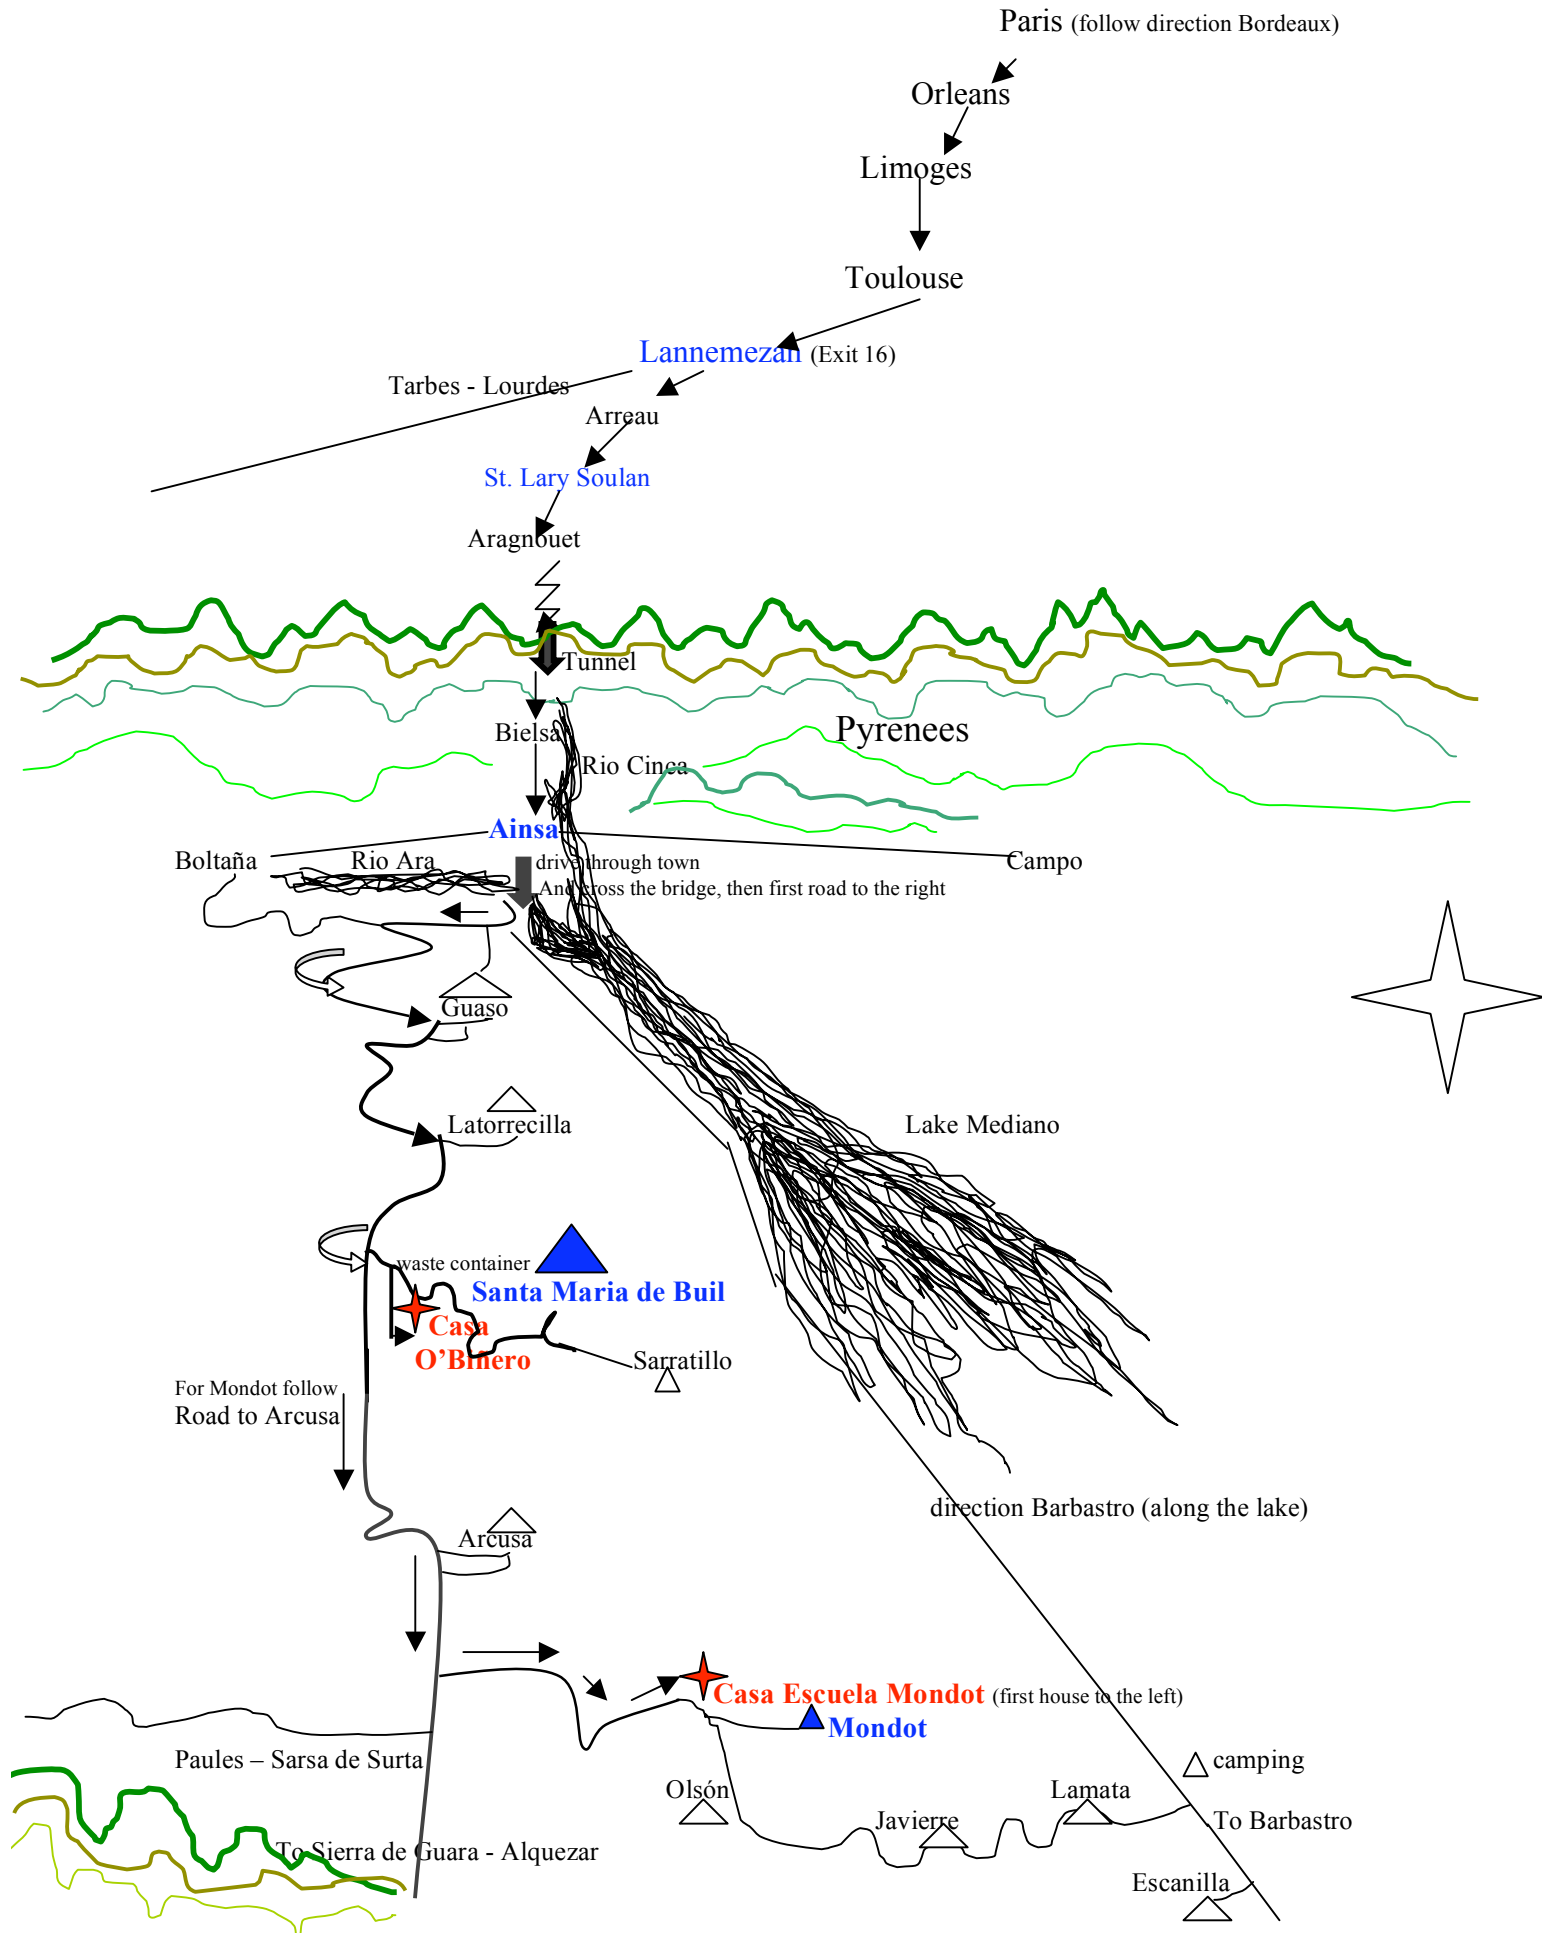 Paris (follow direction Bordeaux)
Orleans
Limoges
Toulouse
Lannemezan (Exit 16)
Tarbes - Lourdes
Arreau
St. Lary Soulan
Aragnouet
Tunnel
Bielsa
Pyrenees
Rio Cinca
Ainsa
Boltaña
Rio Ara
drive through town
Campo
And cross the bridge, then first road to the right
Guaso
Latorrecilla
Lake Mediano
waste container
Santa Maria de Buil
Casa
O’Biñero
Sarratillo
For Mondot follow
Road to Arcusa
direction Barbastro (along the lake)
Arcusa
Casa Escuela Mondot (first house to the left)
Mondot
Paules – Sarsa de Surta
camping
Olsón
Lamata
Javierre
To Barbastro
To Sierra de Guara - Alquezar
Escanilla